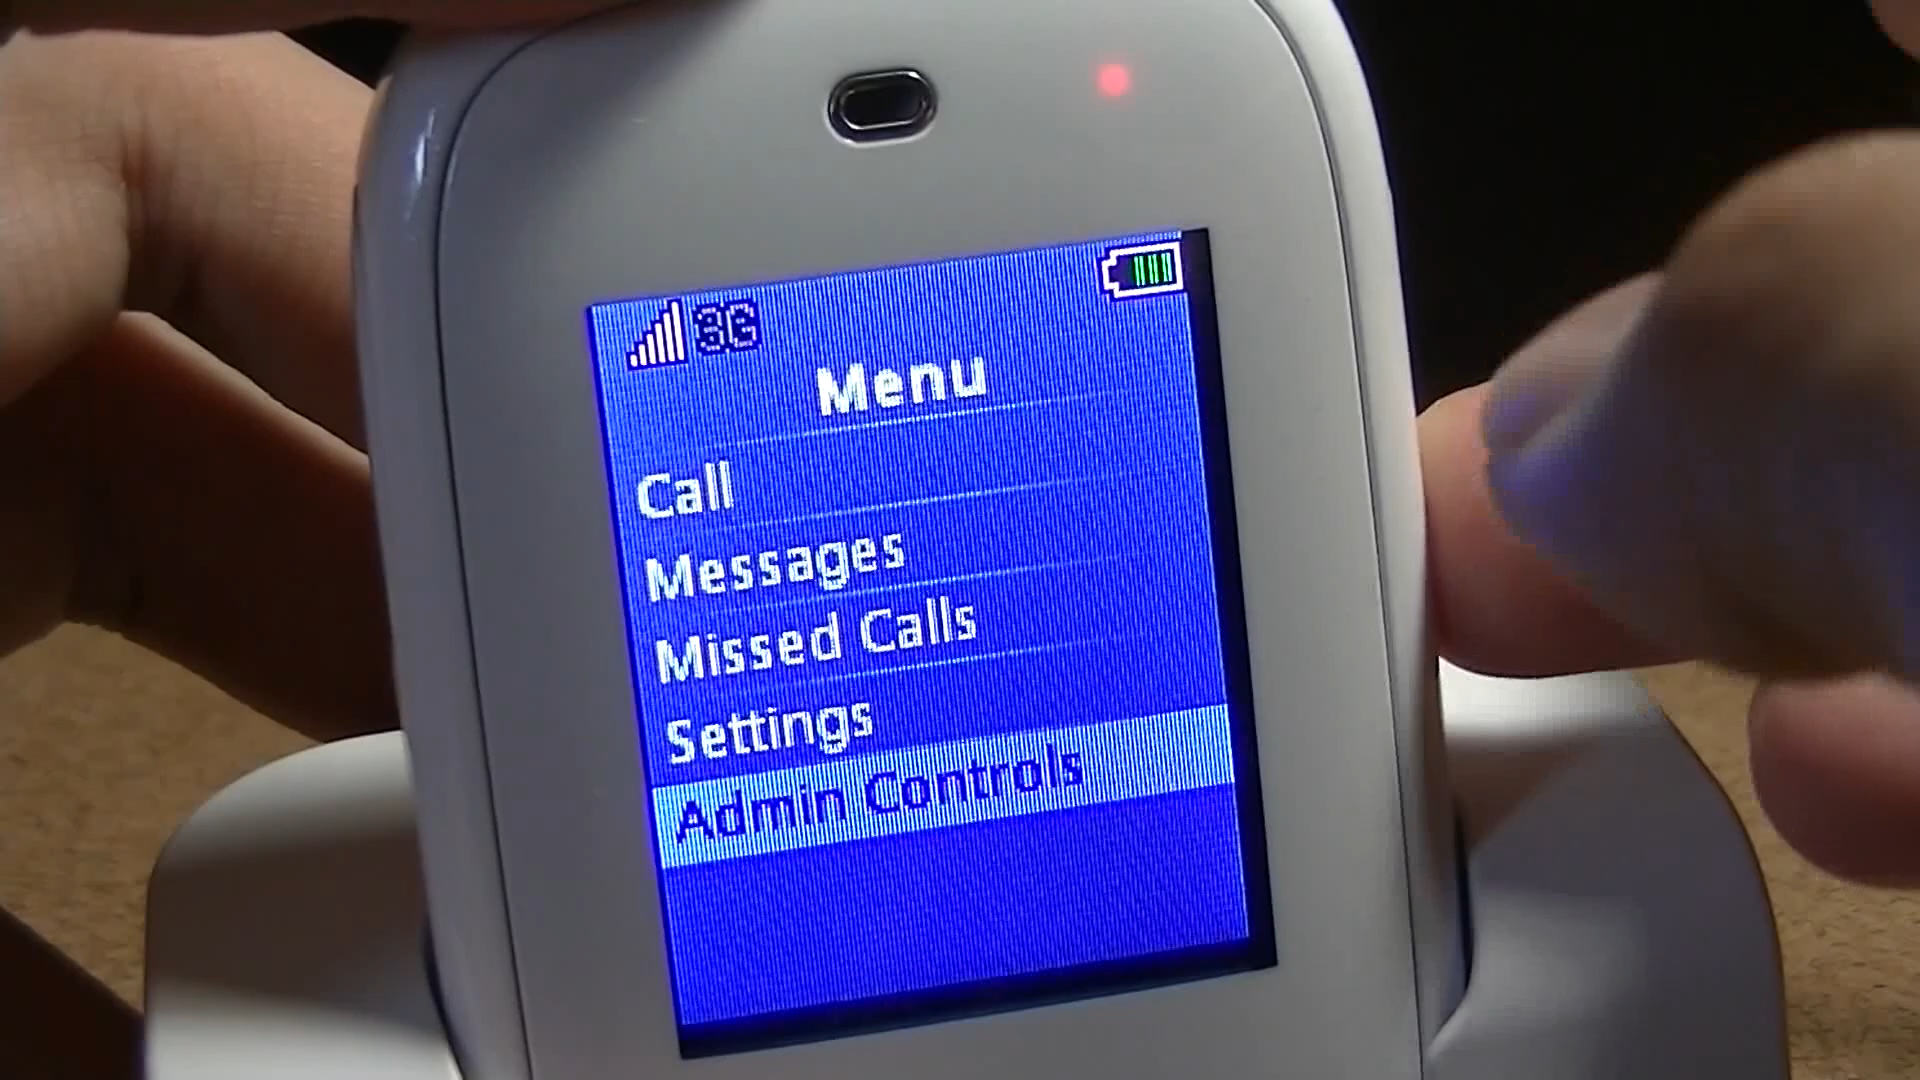 3G
Menu
Call
Messages
Missed Calls
Settings
Admin Controls